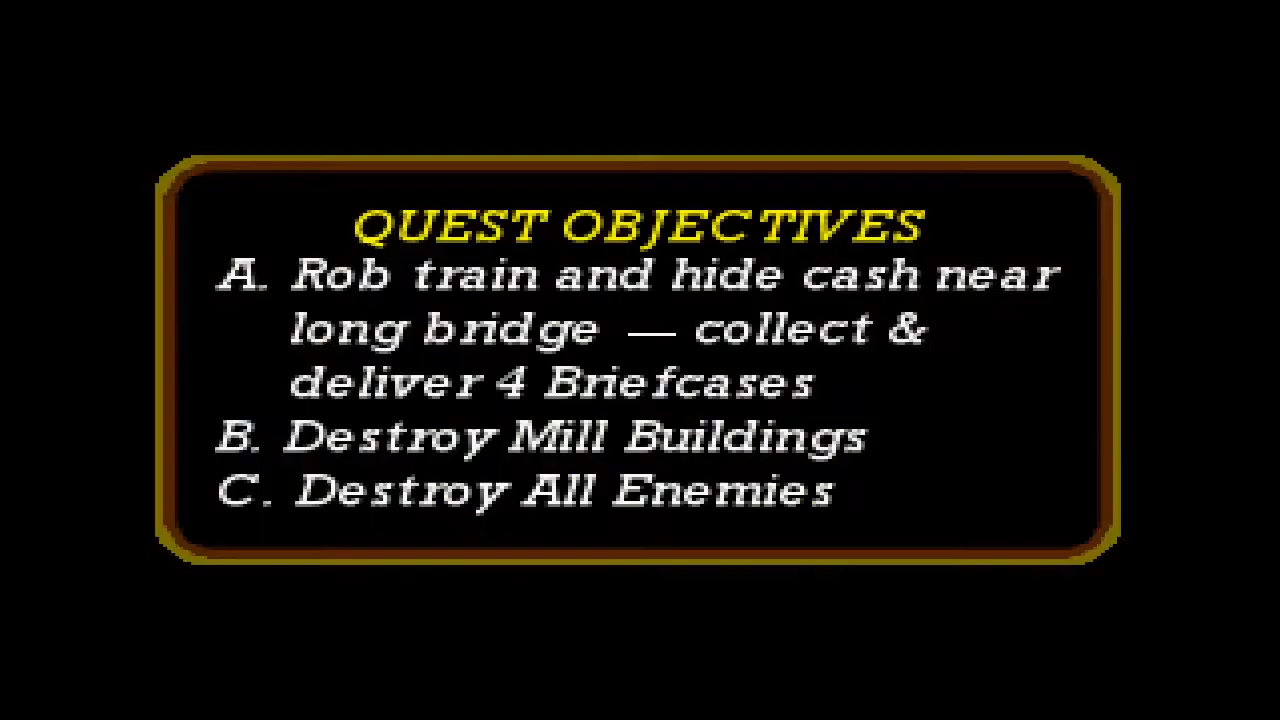 QUEST OBJECTIVES
A. Rob train and hide cash near
long bridge — collect &
deliver 4 Briefcases
B. Destroy Mill Buildings
C. Destroy All Enemies